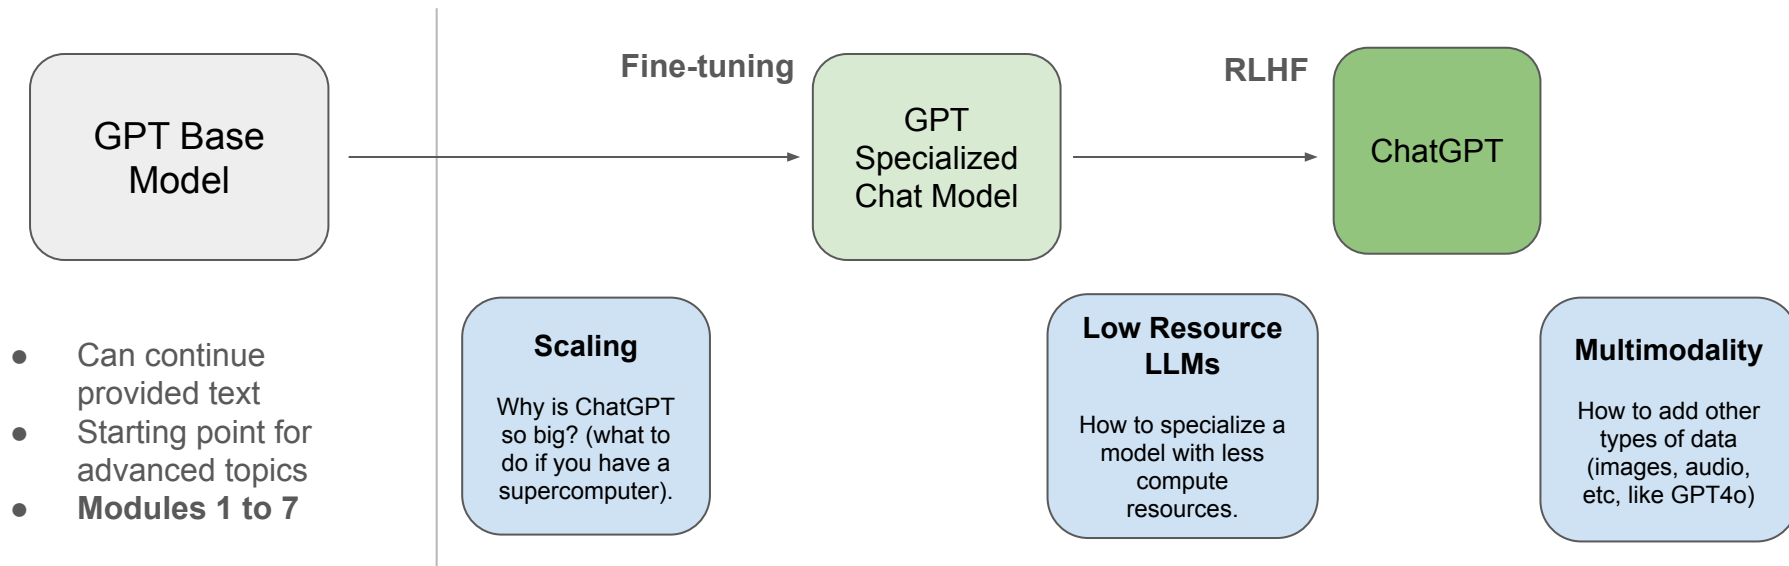 GPT Base
Model
Fine-tuning
GPT
Specialized
Chat Model
RLHF
ChatGPT
● Can continue
provided text
● Starting point for
advanced topics
● Modules 1 to 7
Scaling
Why is ChatGPT
so big? (what to
do if you have a
supercomputer).
Low Resource
LLMs
How to specialize a
model with less
compute
resources.
Multimodality
How to add other
types of data
(images, audio,
etc, like GPT4o)